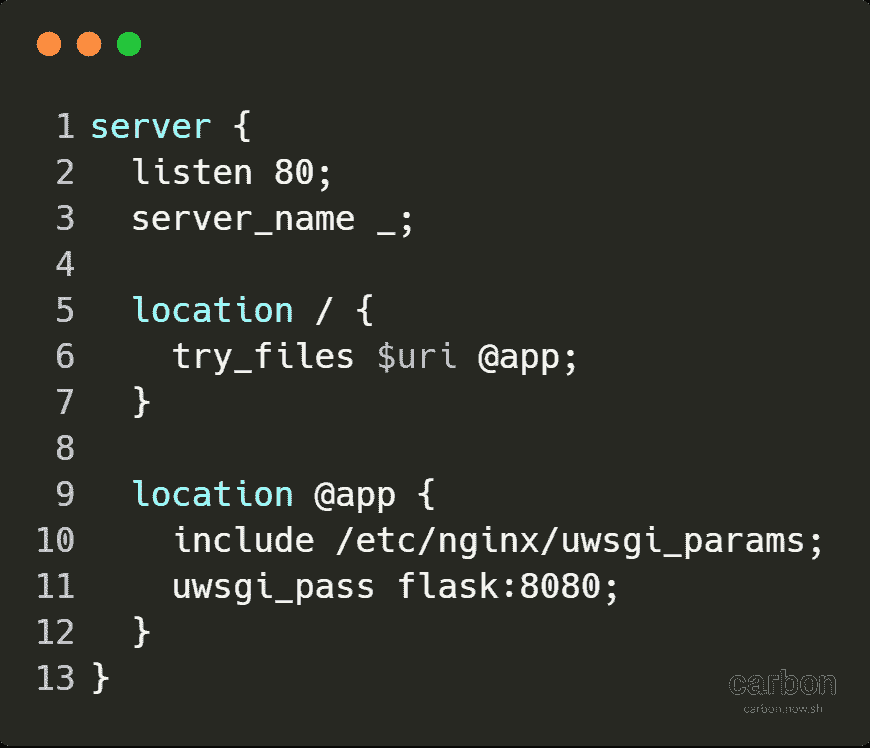 1 server {
2   listen 80;
3   server_name _;
4
5   location / {
6     try_files $uri @app;
7   }
8
9   location @app {
10     include /etc/nginx/uwsgi_params;
11     uwsgi_pass flask:8080;
12   }
13 }
carbon
carbon.now.sh